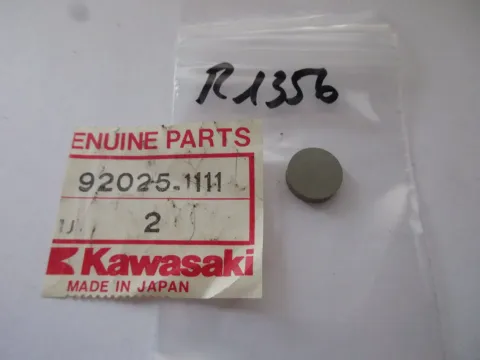 R1356
ENUINE PARTS
92025-1111
2
Kawasaki
MADE IN JAPAN